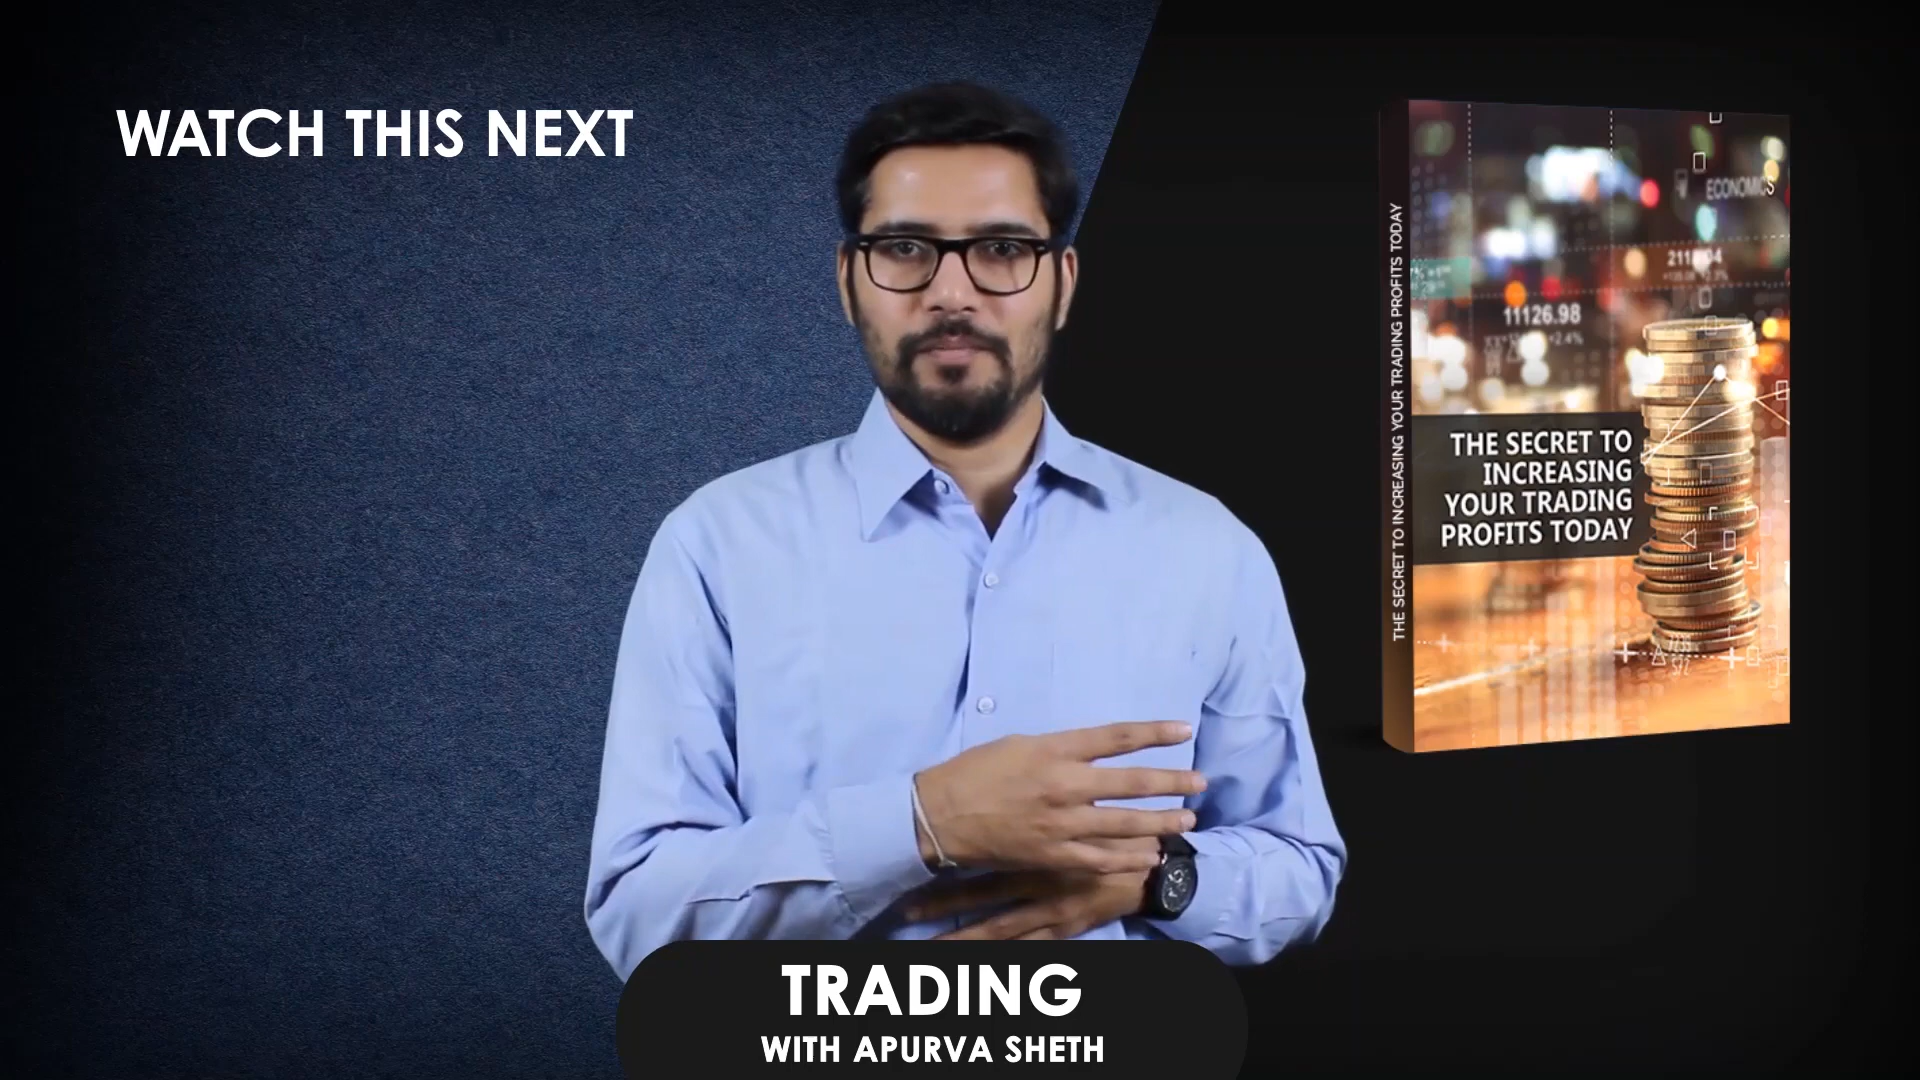 WATCH THIS NEXT
THE SECRET TO INCREASING YOUR TRADING PROFITS TODAY
ECONOMICS
11126.98
THE SECRET TO
INCREASING
YOUR TRADING
PROFITS TODAY
TRADING
WITH APURVA SHETH